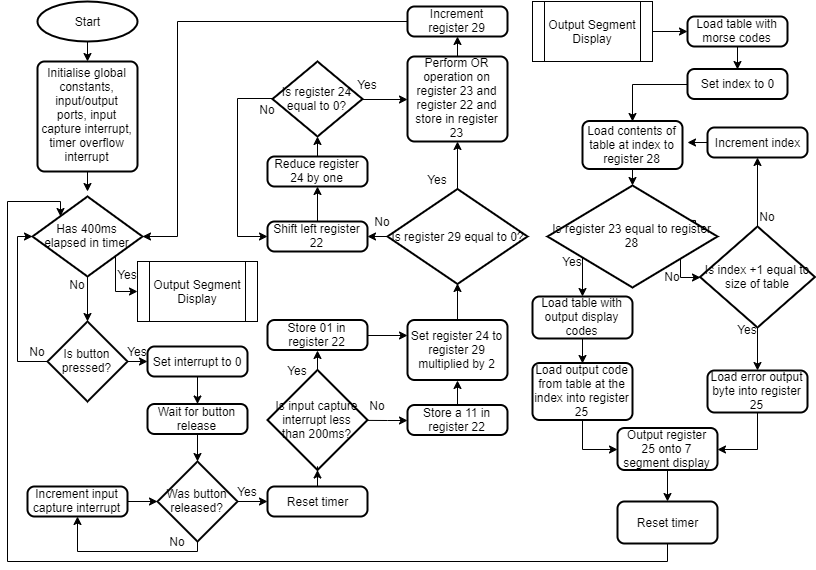 Start
Initialise global
constants,
input/output
ports, input
capture interrupt,
timer overflow
interrupt
Has 400ms
elapsed in timer
Yes
No
Output Segment
Display
Is button
pressed?
No
Yes
Set interrupt to 0
Wait for button
release
Was button
released?
Yes
No
Increment input
capture interrupt
Reset timer
Is input capture
interrupt less
than 200ms?
Yes
No
Store 01 in
register 22
Store a 11 in
register 22
Set register 24 to
register 29
multiplied by 2
Is register 29 equal to 0?
Yes
No
Shift left register
22
Reduce register
24 by one
Is register 24
equal to 0?
Yes
No
Perform OR
operation on
register 23 and
register 22 and
store in register
23
Increment
register 29
Output Segment
Display
Load table with
morse codes
Set index to 0
Load contents of
table at index to
register 28
Increment index
Is register 23 equal to register
28
Yes
No
Is index +1 equal to
size of table
No
Yes
Load table with
output display
codes
Load output code
from table at the
index into register
25
Load error output
byte into register
25
Output register
25 onto 7
segment display
Reset timer